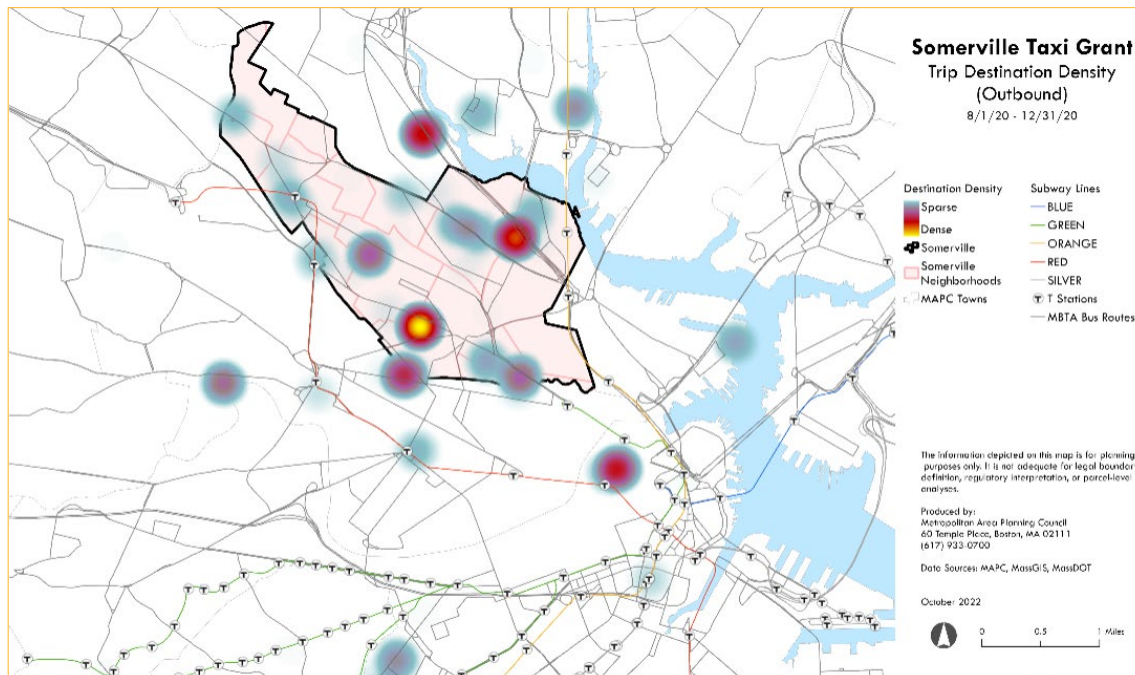 Somerville Taxi Grant
Trip Destination Density
(Outbound)
8/1/20 - 12/31/20
Destination Density
Sparse
Dense
Somerville
Somerville
Neighborhoods
MAPC Towns
Subway Lines
BLUE
GREEN
ORANGE
RED
SILVER
T Stations
MBTA Bus Routes
The information depicted on this map is for planning
purposes only. It is not adequate for legal boundar
definition, regulatory interpretation, or parcel-level
analyses.
Produced by:
Metropolitan Area Planning Council
60 Temple Place, Boston, MA 02111
(617) 933-0700
Data Sources: MAPC, MassGIS, MassDOT
October 2022
0 0.5 1 Miles